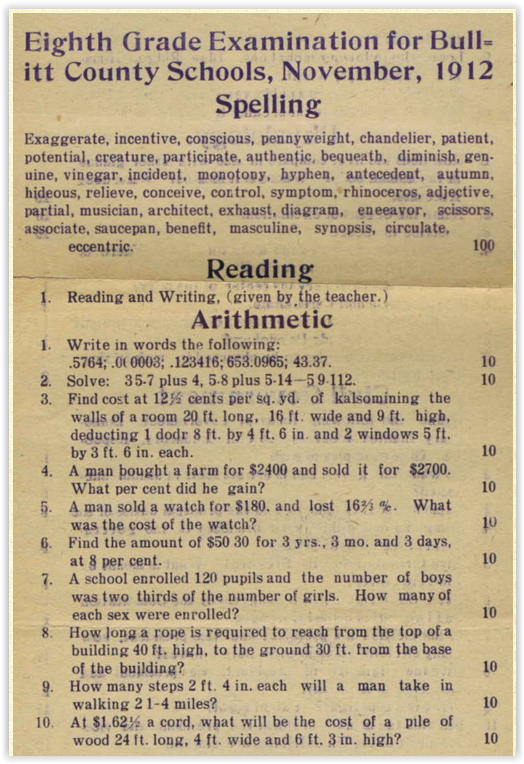 Eighth Grade Examination for Bull=
itt County Schools, November, 1912
Spelling
Exaggerate, incentive, conscious, pennyweight, chandelier, patient,
potential, creature, participate, authentic, bequeath, diminish, gen-
uine, vinegar, incident, monotony, hyphen, antecedent, autumn,
hideous, relieve, conceive, control, symptom, rhinoceros, adjective,
partial, musician, architect, exhaust, diagram, eneeavor, scissors,
associate, saucepan, benefit, masculine, synopsis, circulate,
eccentric. 100
Reading
1. Reading and Writing, (given by the teacher.)
Arithmetic
1. Write in words the following:
.5764; .000003; .123416; 653.0965; 43.37. 10
2. Solve: 35-7 plus 4, 5-8 plus 5-14—59-112. 10
3. Find cost at 12½ cents per sq. yd. of kalsomining the
walls of a room 20 ft. long, 16 ft. wide and 9 ft. high,
deducting 1 dodr 8 ft. by 4 ft. 6 in. and 2 windows 5 ft.
by 3 ft. 6 in. each. 10
4. A man bought a farm for $2400 and sold it for $2700.
What per cent did he gain? 10
5. A man sold a watch for $180. and lost 16⅔ %. What
was the cost of the watch? 10
6. Find the amount of $50 30 for 3 yrs., 3 mo. and 3 days,
at 8 per cent. 10
7. A school enrolled 120 pupils and the number of boys
was two thirds of the number of girls. How many of
each sex were enrolled? 10
8. How long a rope is required to reach from the top of a
building 40 ft. high, to the ground 30 ft. from the base
of the building? 10
9. How many steps 2 ft. 4 in. each will a man take in
walking 2 1-4 miles? 10
10. At $1.62½ a cord, what will be the cost of a pile of
wood 24 ft. long, 4 ft. wide and 6 ft. 3 in. high? 10